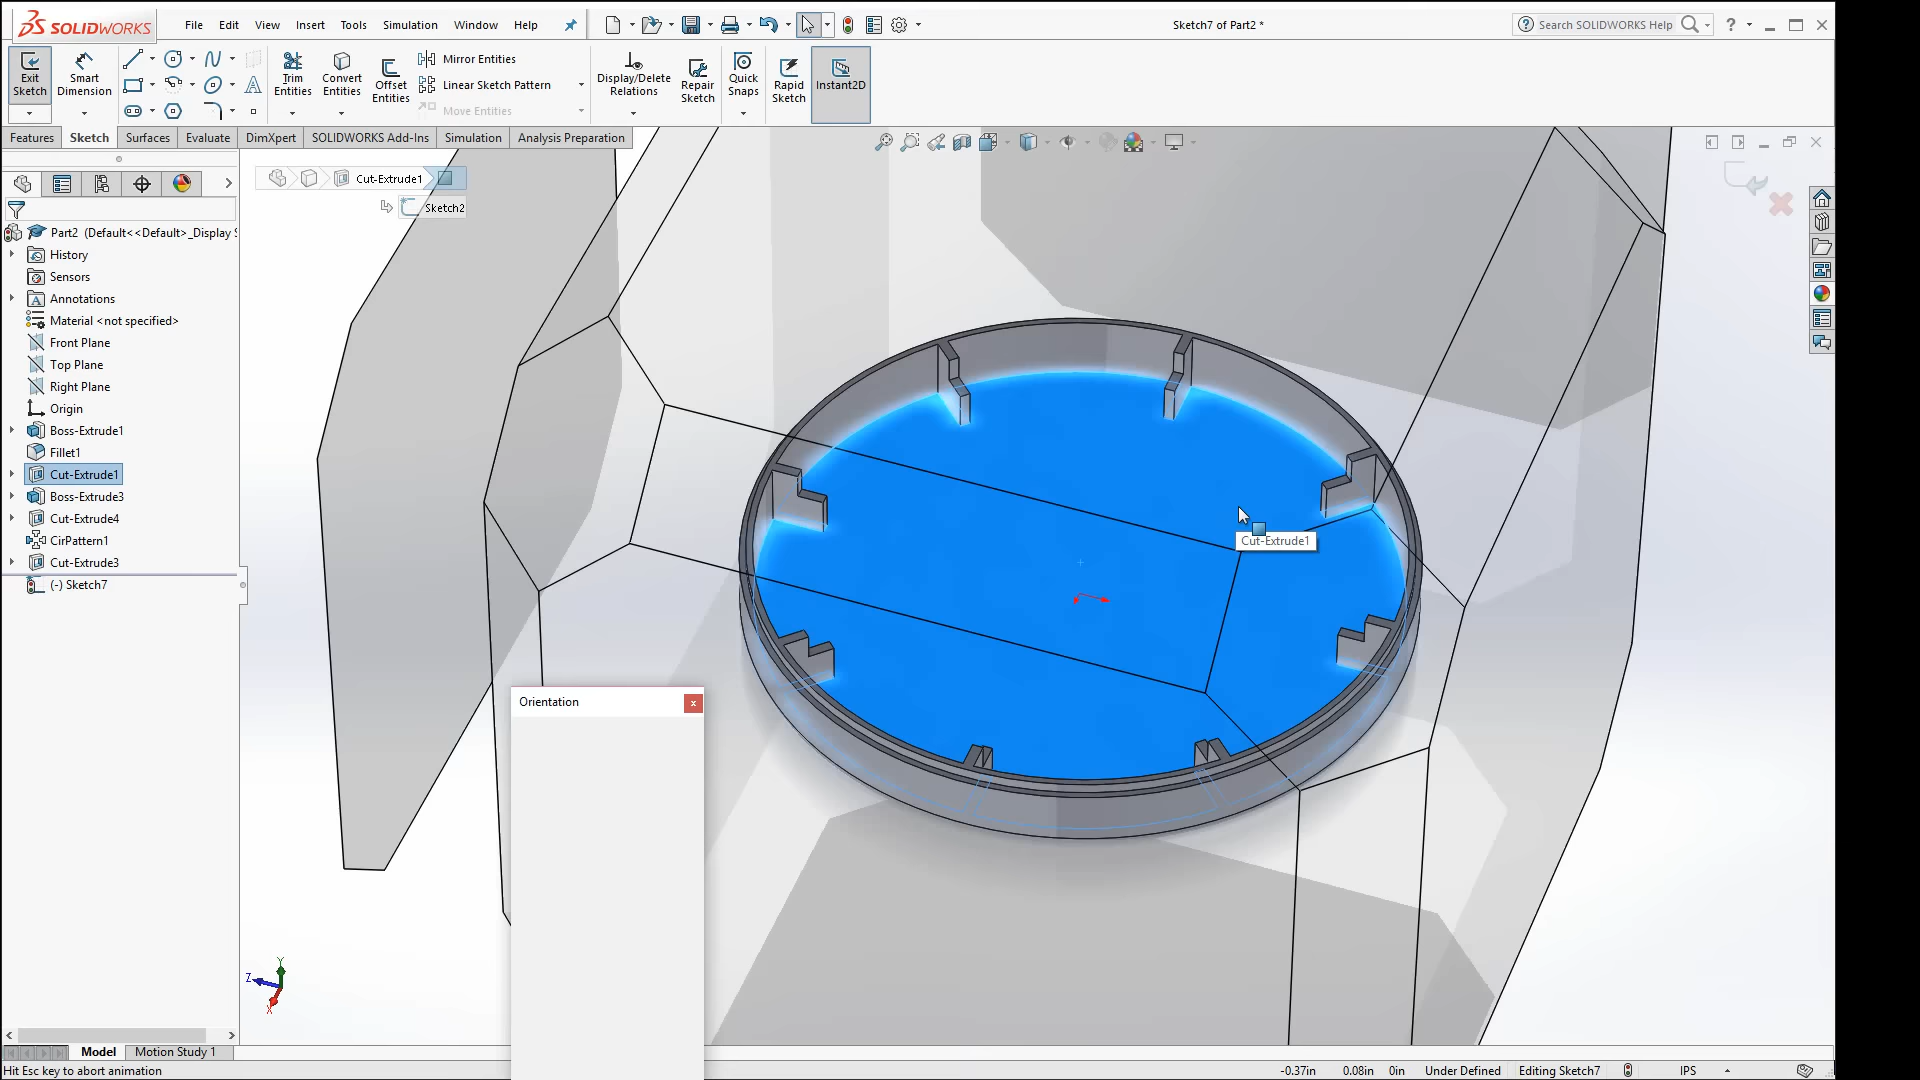 SOLIDWORKS
File Edit View Insert Tools Simulation Window Help
Sketch7 of Part2 *
Search SOLIDWORKS Help
?
Exit Sketch
Smart Dimension
Trim Entities
Convert Entities
Offset Entities
Mirror Entities
Linear Sketch Pattern
Move Entities
Display/Delete Relations
Repair Sketch
Quick Snaps
Rapid Sketch
Instant2D
Features Sketch Surfaces Evaluate DimXpert SOLIDWORKS Add-Ins Simulation Analysis Preparation
Cut-Extrude1
Sketch2
Part2 (Default<<Default>_Display S
History
Sensors
Annotations
Material <not specified>
Front Plane
Top Plane
Right Plane
Origin
Boss-Extrude1
Fillet1
Cut-Extrude1
Boss-Extrude3
Cut-Extrude4
CirPattern1
Cut-Extrude3
(-) Sketch7
Cut-Extrude1
Orientation
x
Y
Z
X
Model Motion Study 1
Hit Esc key to abort animation
-0.37in 0.08in 0in Under Defined Editing Sketch7 IPS